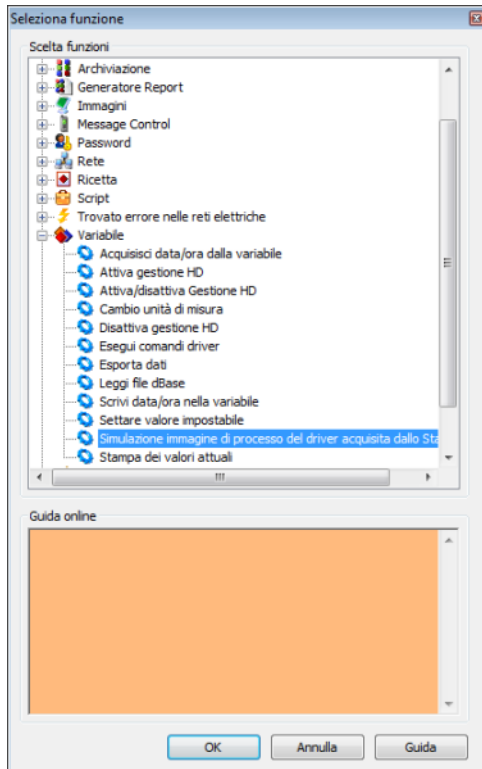 Seleziona funzione
Scelta funzioni
Archiviazione
Generatore Report
Immagini
Message Control
Password
Rete
Ricetta
Script
Trovato errore nelle reti elettriche
Variabile
Acquisisci data/ora dalla variabile
Attiva gestione HD
Attiva/disattiva Gestione HD
Cambio unità di misura
Disattiva gestione HD
Esegui comandi driver
Esporta dati
Leggi file dBase
Scrivi data/ora nella variabile
Settare valore impostabile
Simulazione immagine di processo del driver acquisita dallo Sta
Stampa dei valori attuali
Guida online
OK Annulla Guida